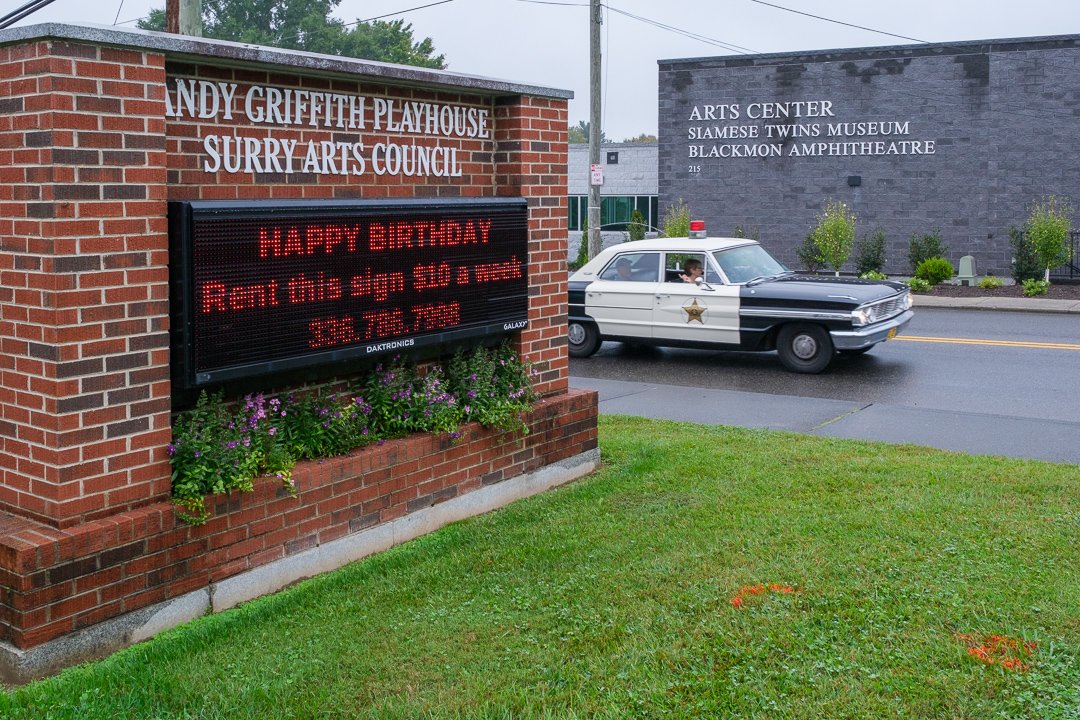 ANDY GRIFFITH PLAYHOUSE
SURRY ARTS COUNCIL
HAPPY BIRTHDAY
Rent this sign $10 a week
336.786.7998
DAKTRONICS
GALAXY
ARTS CENTER
SIAMESE TWINS MUSEUM
BLACKMON AMPHITHEATRE
215